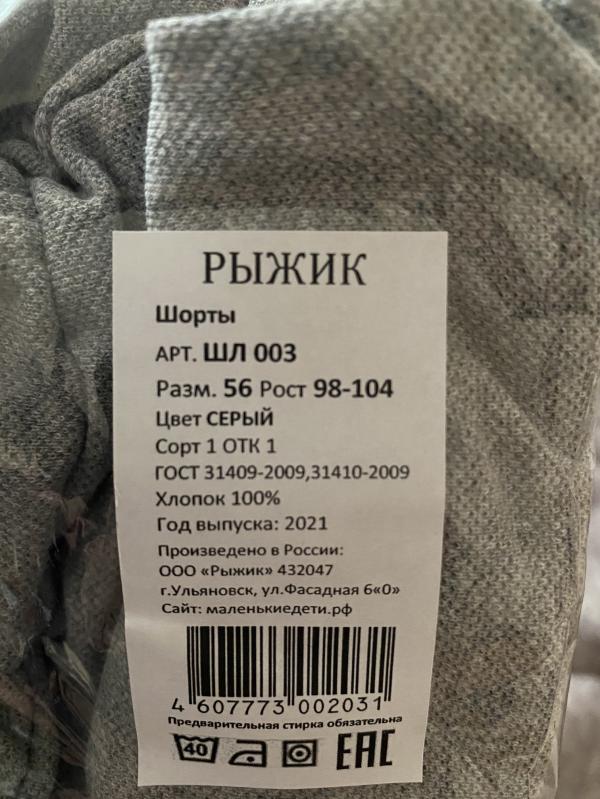 РЫЖИК
Шорты
АРТ. ШЛ 003
Разм. 56 Рост 98-104
Цвет СЕРЫЙ
Сорт 1 ОТК 1
ГОСТ 31409-2009,31410-2009
Хлопок 100%
Год выпуска: 2021
Произведено в России:
ООО «Рыжик» 432047
г.Ульяновск, ул.Фасадная 6«0»
Сайт: маленькиедети.рф
4 607773 002031
Предварительная стирка обязательна
40 EAC